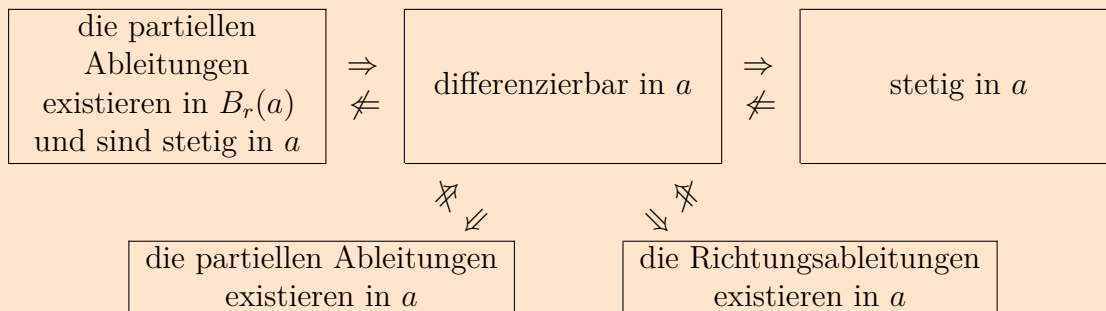 die partiellen
Ableitungen
existieren in $B_r(a)$
und sind stetig in $a$
⇒
⇍
differenzierbar in $a$
⇒
⇍
stetig in $a$
⇗̸
⇙
⇘
⇖̸
die partiellen Ableitungen
existieren in $a$
die Richtungsableitungen
existieren in $a$